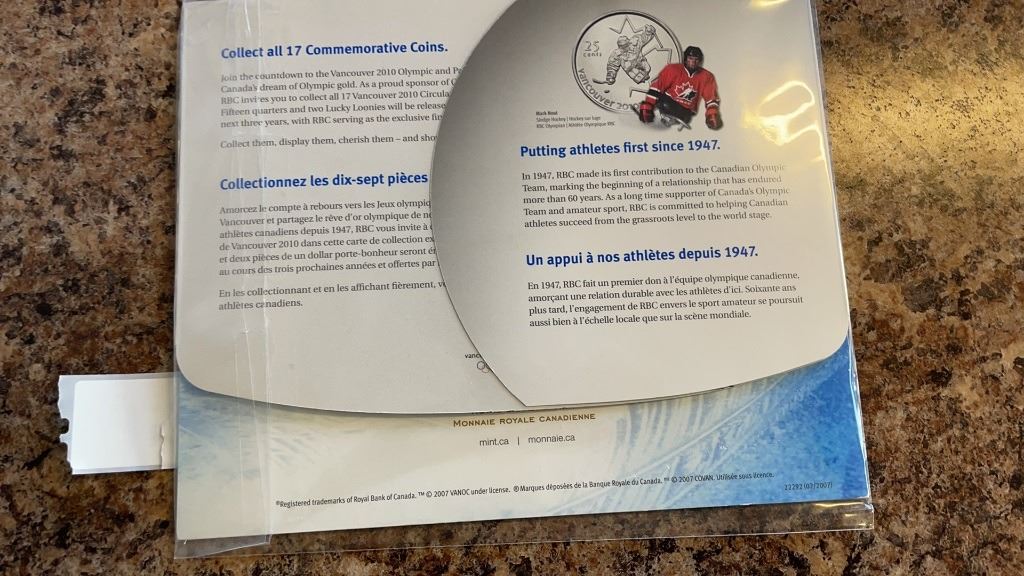 Collect all 17 Commemorative Coins.
Join the countdown to the Vancouver 2010 Olympic and
Canada's dream of Olympic gold. As a proud sponsor of
RBC invites you to collect all 17 Vancouver 2010
Fifteen quarters and two Lucky Loonies will be
next three years, with RBC serving as the exclusive
Collect them, display them, cherish them – and
Collectionnez les dix-sept pièces
Amorcez le compte à rebours vers les Jeux
Vancouver et partagez le rêve d'or olympique de
athlètes canadiens depuis 1947, RBC vous invite à
de Vancouver 2010 dans cette carte de collection
et deux pièces de un dollar porte-bonheur seront
au cours des trois prochaines années et offertes par
En les collectionnant et en les affichant fièrement,
athlètes canadiens.
25
cents
vancouver
Sledge Hockey | Hockey sur luge
RBC Olympian | Athlète Olympique RBC
Putting athletes first since 1947.
In 1947, RBC made its first contribution to the Canadian Olympic
Team, marking the beginning of a relationship that has endured
more than 60 years. As a long time supporter of Canada's Olympic
Team and amateur sport, RBC is committed to helping Canadian
athletes succeed from the grassroots level to the world stage.
Un appui à nos athlètes depuis 1947.
En 1947, RBC fait un premier don à l'équipe olympique canadienne,
amorçant une relation durable avec les athlètes d'ici. Soixante ans
plus tard, l'engagement de RBC envers le sport amateur se poursuit
aussi bien à l'échelle locale que sur la scène mondiale.
MONNAIE ROYALE CANADIENNE
mint.ca | monnaie.ca
®Registered trademarks of Royal Bank of Canada. ™ © 2007 VANOC under license. ®Marques déposées de la Banque Royale du Canada. ™ © 2007 COVAN. Utilisée sous licence.
22292 (02/2007)